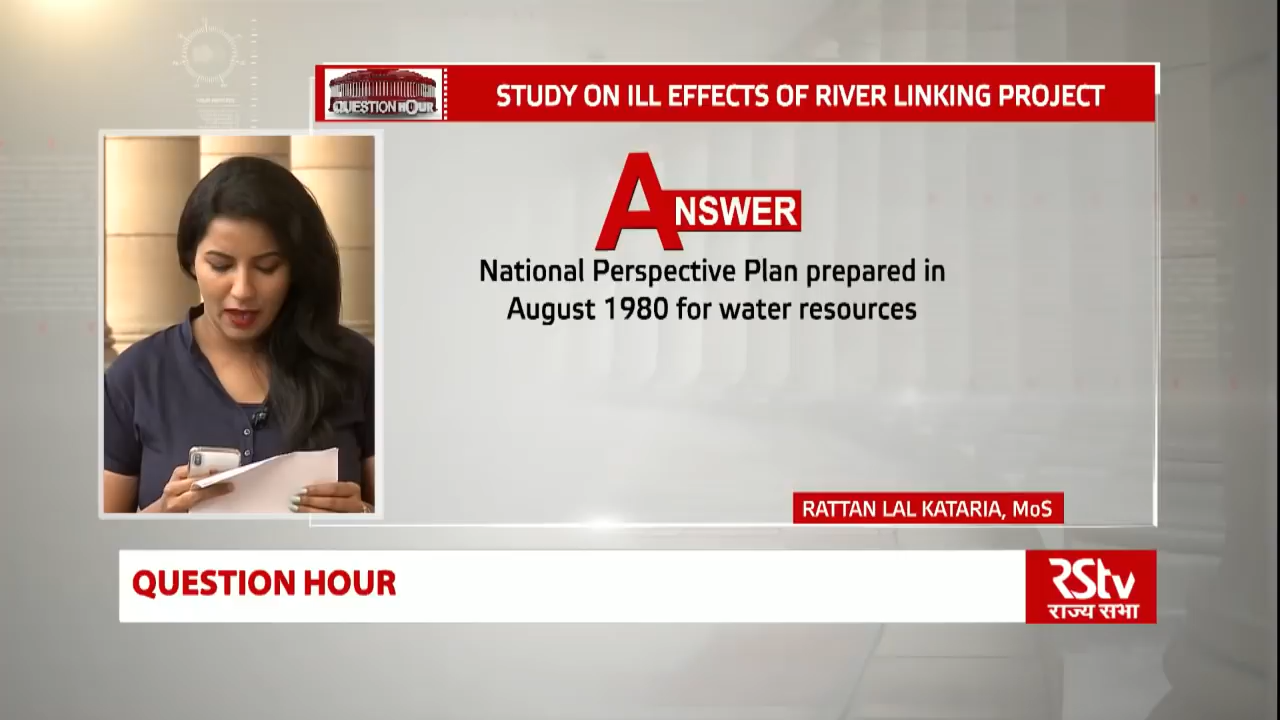 QUESTION HOUR
STUDY ON ILL EFFECTS OF RIVER LINKING PROJECT
ANSWER
National Perspective Plan prepared in
August 1980 for water resources
RATTAN LAL KATARIA, MoS
QUESTION HOUR
RStv
राज्य सभा